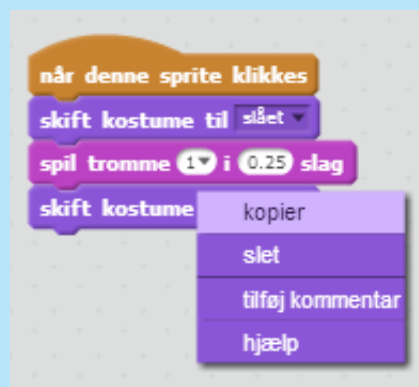 når denne sprite klikkes
skift kostume til slået
spil tromme 1 i 0.25 slag
skift kostume
kopier
slet
tilføj kommentar
hjælp